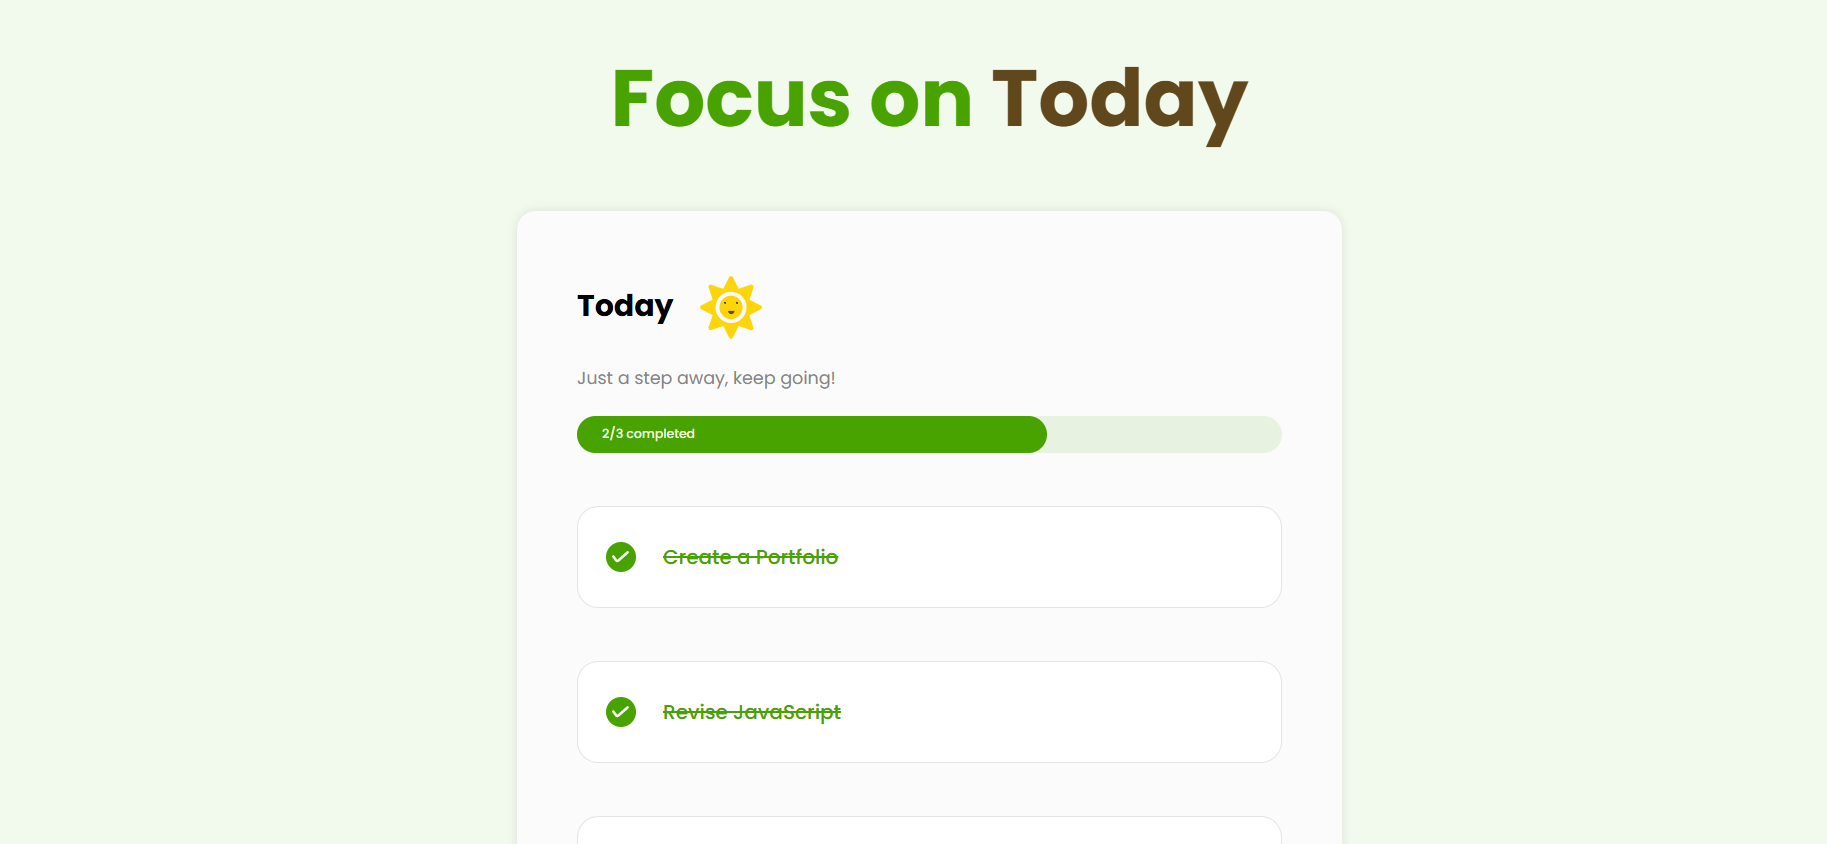 Focus on Today
Today
Just a step away, keep going!
2/3 completed
Create a Portfolio
Revise JavaScript